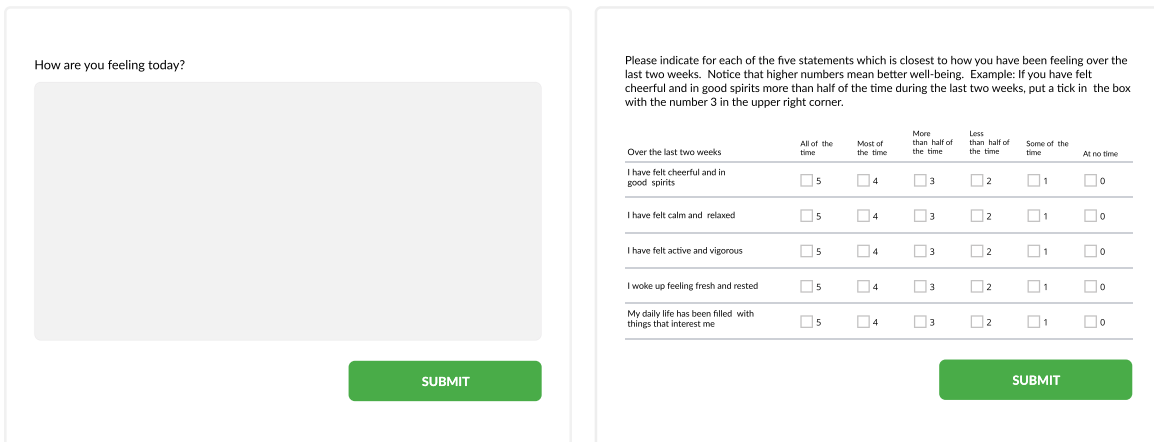 How are you feeling today?
SUBMIT
Please indicate for each of the five statements which is closest to how you have been feeling over the
last two weeks. Notice that higher numbers mean better well-being. Example: If you have felt
cheerful and in good spirits more than half of the time during the last two weeks, put a tick in the box
with the number 3 in the upper right corner.
Over the last two weeks
All of the
time
Most of
the time
More
than half of
the time
Less
than half of
the time
Some of the
time
At no time
I have felt cheerful and in
good spirits
5 4 3 2 1 0
I have felt calm and relaxed 5 4 3 2 1 0
I have felt active and vigorous 5 4 3 2 1 0
I woke up feeling fresh and rested 5 4 3 2 1 0
My daily life has been filled with
things that interest me
5 4 3 2 1 0
SUBMIT